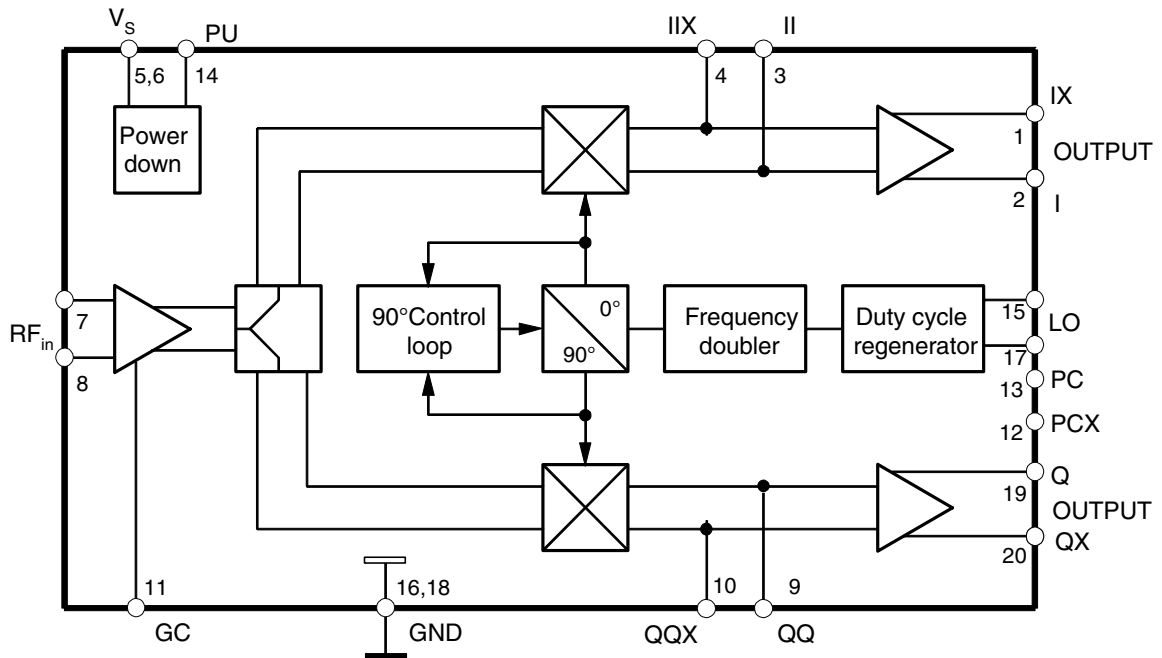 VS PU IIX II
5,6 14 4 3
IX
1
OUTPUT
2
I
Power
down
RFin
7
8
90°Control
loop
0°
90°
Frequency
doubler
Duty cycle
regenerator
15
LO
17
13 PC
12 PCX
Q
19
OUTPUT
20 QX
11 16,18 10 9
GC GND QQX QQ